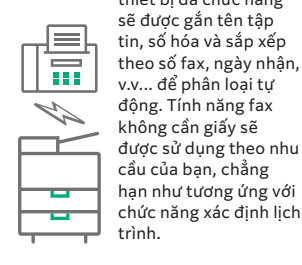 thiết bị đa chức năng
sẽ được gắn tên tập
tin, số hóa và sắp xếp
theo số fax, ngày nhận,
v.v... để phân loại tự
động. Tính năng fax
không cần giấy sẽ
được sử dụng theo nhu
cầu của bạn, chẳng
hạn như tương ứng với
chức năng xác định lịch
trình.